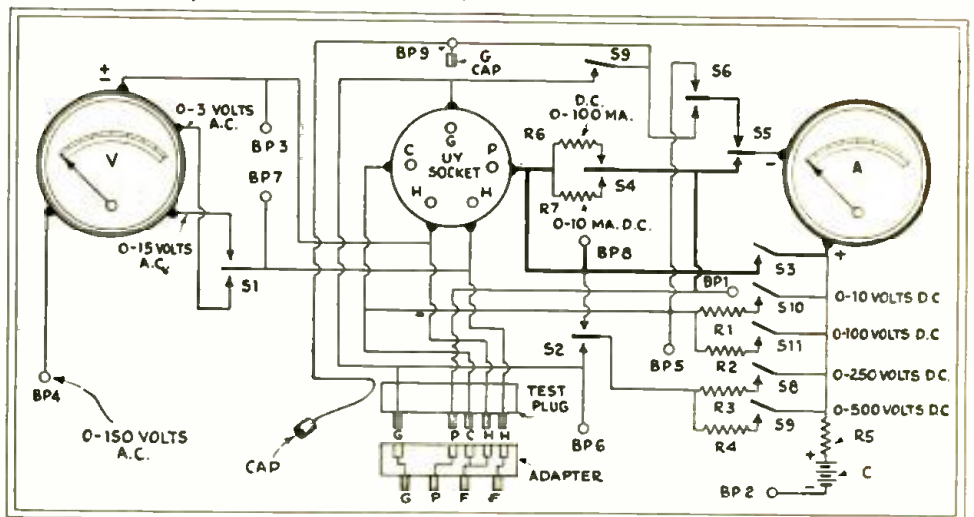 BP9
G
CAP
S9
S6
+
-
0-3 VOLTS
A.C.
BP3
V
BP7
0-15 VOLTS
A.C.
S1
G
C
UY
SOCKET
P
H
H
D.C.
0-100 MA.
R6
S4
R7
0-10 MA. D.C.
BP8
S5
-
A
+
S3
BP1
S10
0-10 VOLTS D.C
R1
S11
0-100 VOLTS D.C
R2
BP5
S2
S8
0-250 VOLTS D.C.
R3
S9
0-500 VOLTS D.C
R4
R5
+
C
-
BP2
BP4
0-150 VOLTS
A.C.
CAP
TEST
PLUG
G P C H H
BP6
ADAPTER
G P F F